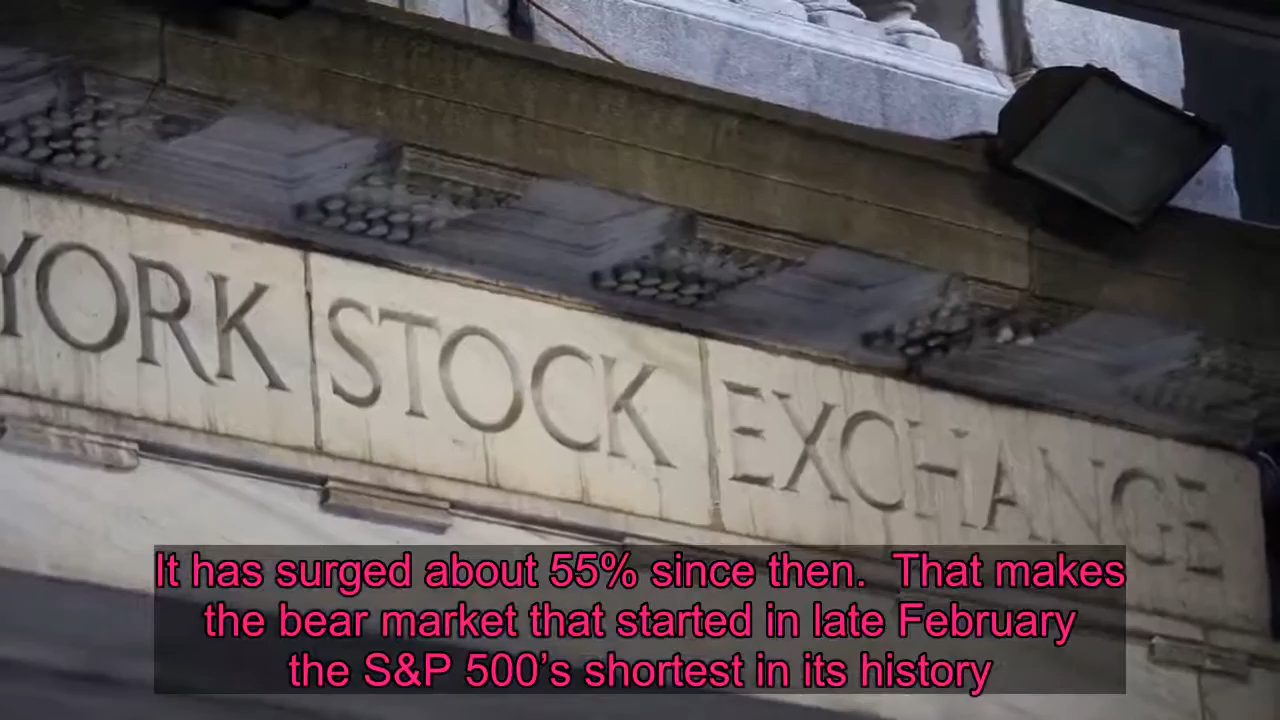 YORK STOCK EXCHANGE
It has surged about 55% since then. That makes
the bear market that started in late February
the S&P 500’s shortest in its history